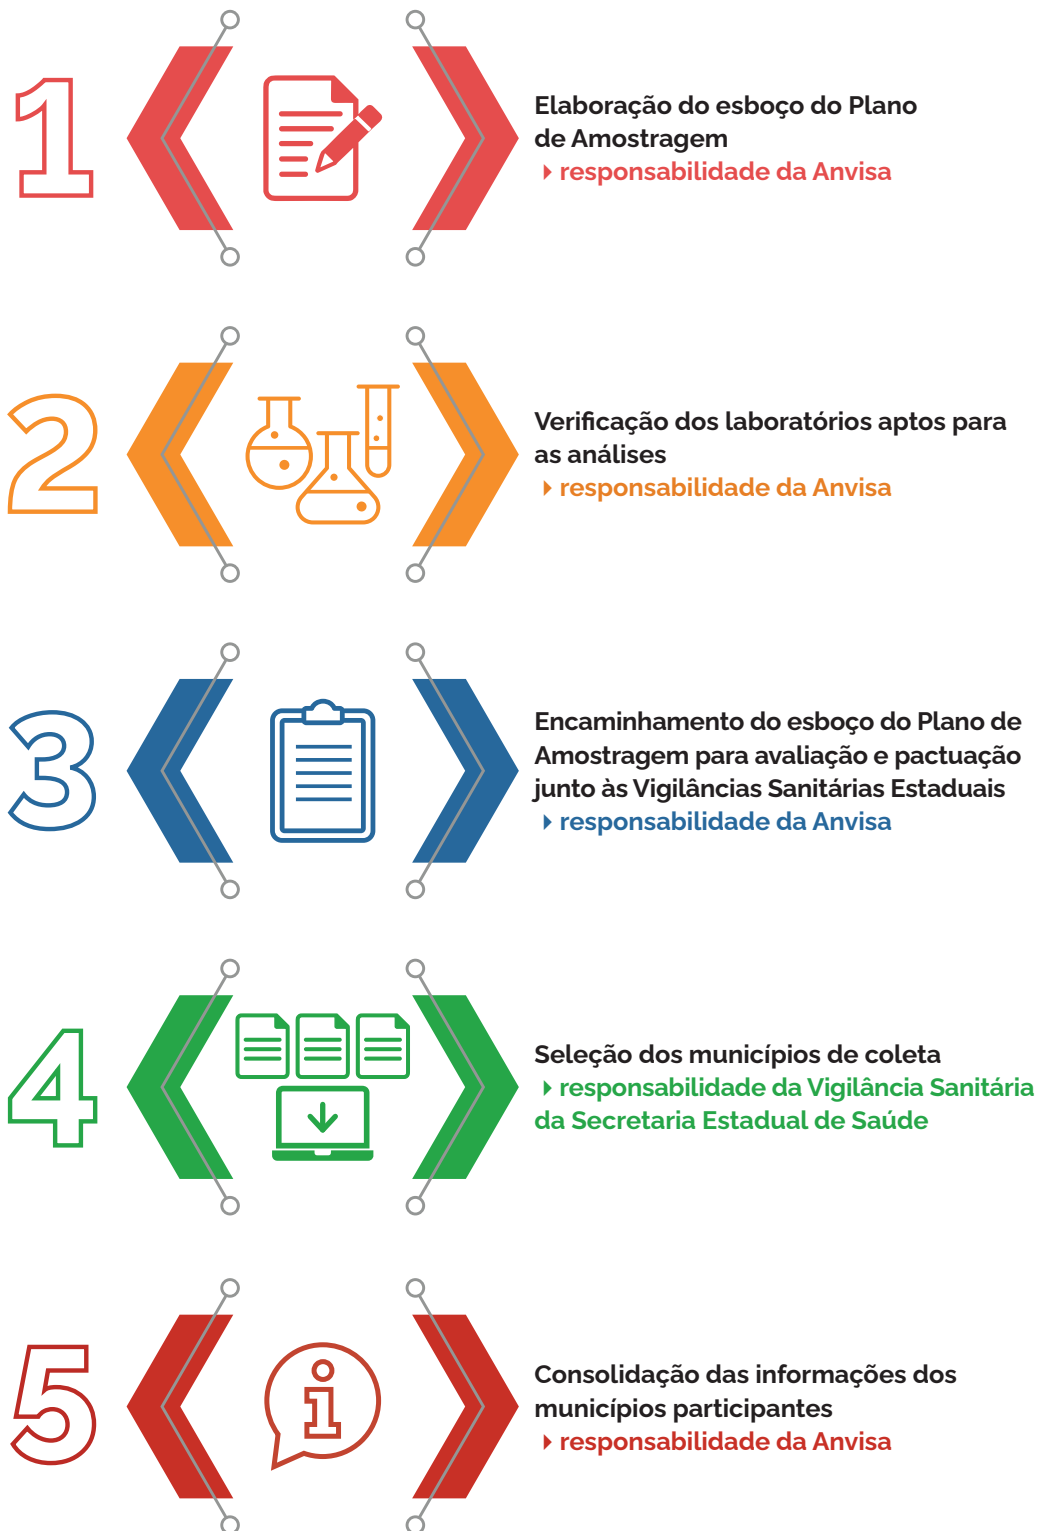 1
Elaboração do esboço do Plano
de Amostragem
responsabilidade da Anvisa
2
Verificação dos laboratórios aptos para
as análises
responsabilidade da Anvisa
3
Encaminhamento do esboço do Plano de
Amostragem para avaliação e pactuação
junto às Vigilâncias Sanitárias Estaduais
responsabilidade da Anvisa
4
Seleção dos municípios de coleta
responsabilidade da Vigilância Sanitária
da Secretaria Estadual de Saúde
5
i
Consolidação das informações dos
municípios participantes
responsabilidade da Anvisa